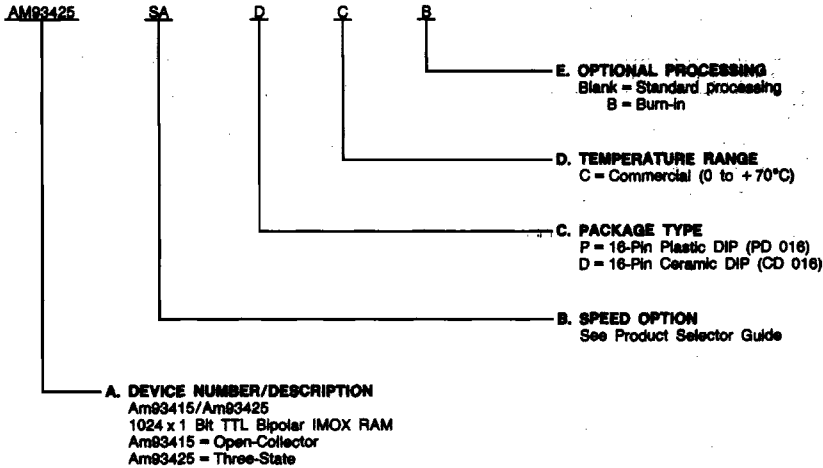 AM93425 SA D C B
E. OPTIONAL PROCESSING
Blank = Standard processing
B = Burn-in
D. TEMPERATURE RANGE
C = Commercial (0 to +70°C)
C. PACKAGE TYPE
P = 16-Pin Plastic DIP (PD 016)
D = 16-Pin Ceramic DIP (CD 016)
B. SPEED OPTION
See Product Selector Guide
A. DEVICE NUMBER/DESCRIPTION
Am93415/Am93425
1024 x 1 Bit TTL Bipolar IMOX RAM
Am93415 = Open-Collector
Am93425 = Three-State